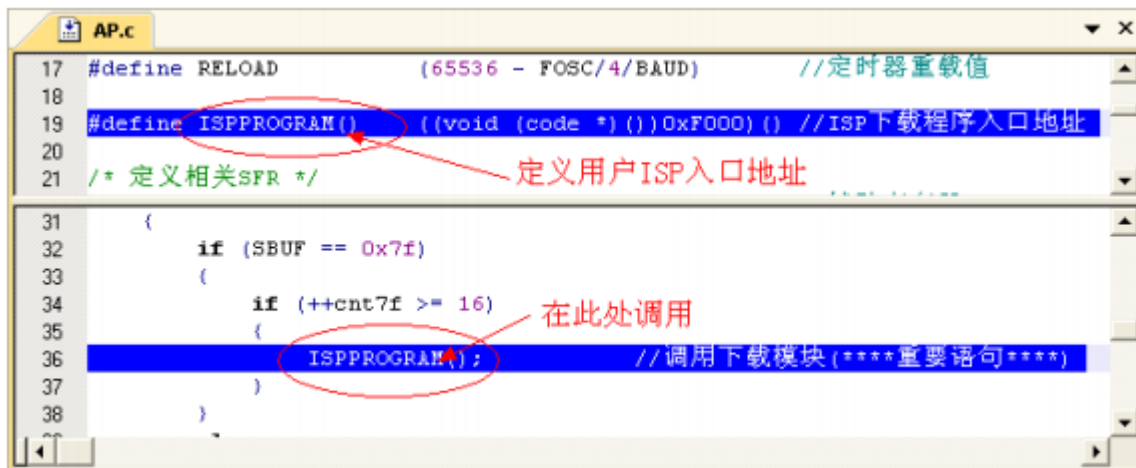 AP.c
17 #define RELOAD (65536 - FOSC/4/BAUD) //定时器重载值
18
19 #define ISPPROGRAM() ((void (code *)())0xF000)() //ISP下载程序入口地址
20
定义用户ISP入口地址
21 /* 定义相关SFR */
31 {
32 if (SBUF == 0x7f)
33 {
34 if (++cnt7f >= 16)
在此处调用
35 {
36 ISPPROGRAM(); //调用下载模块(****重要语句****)
37 }
38 }